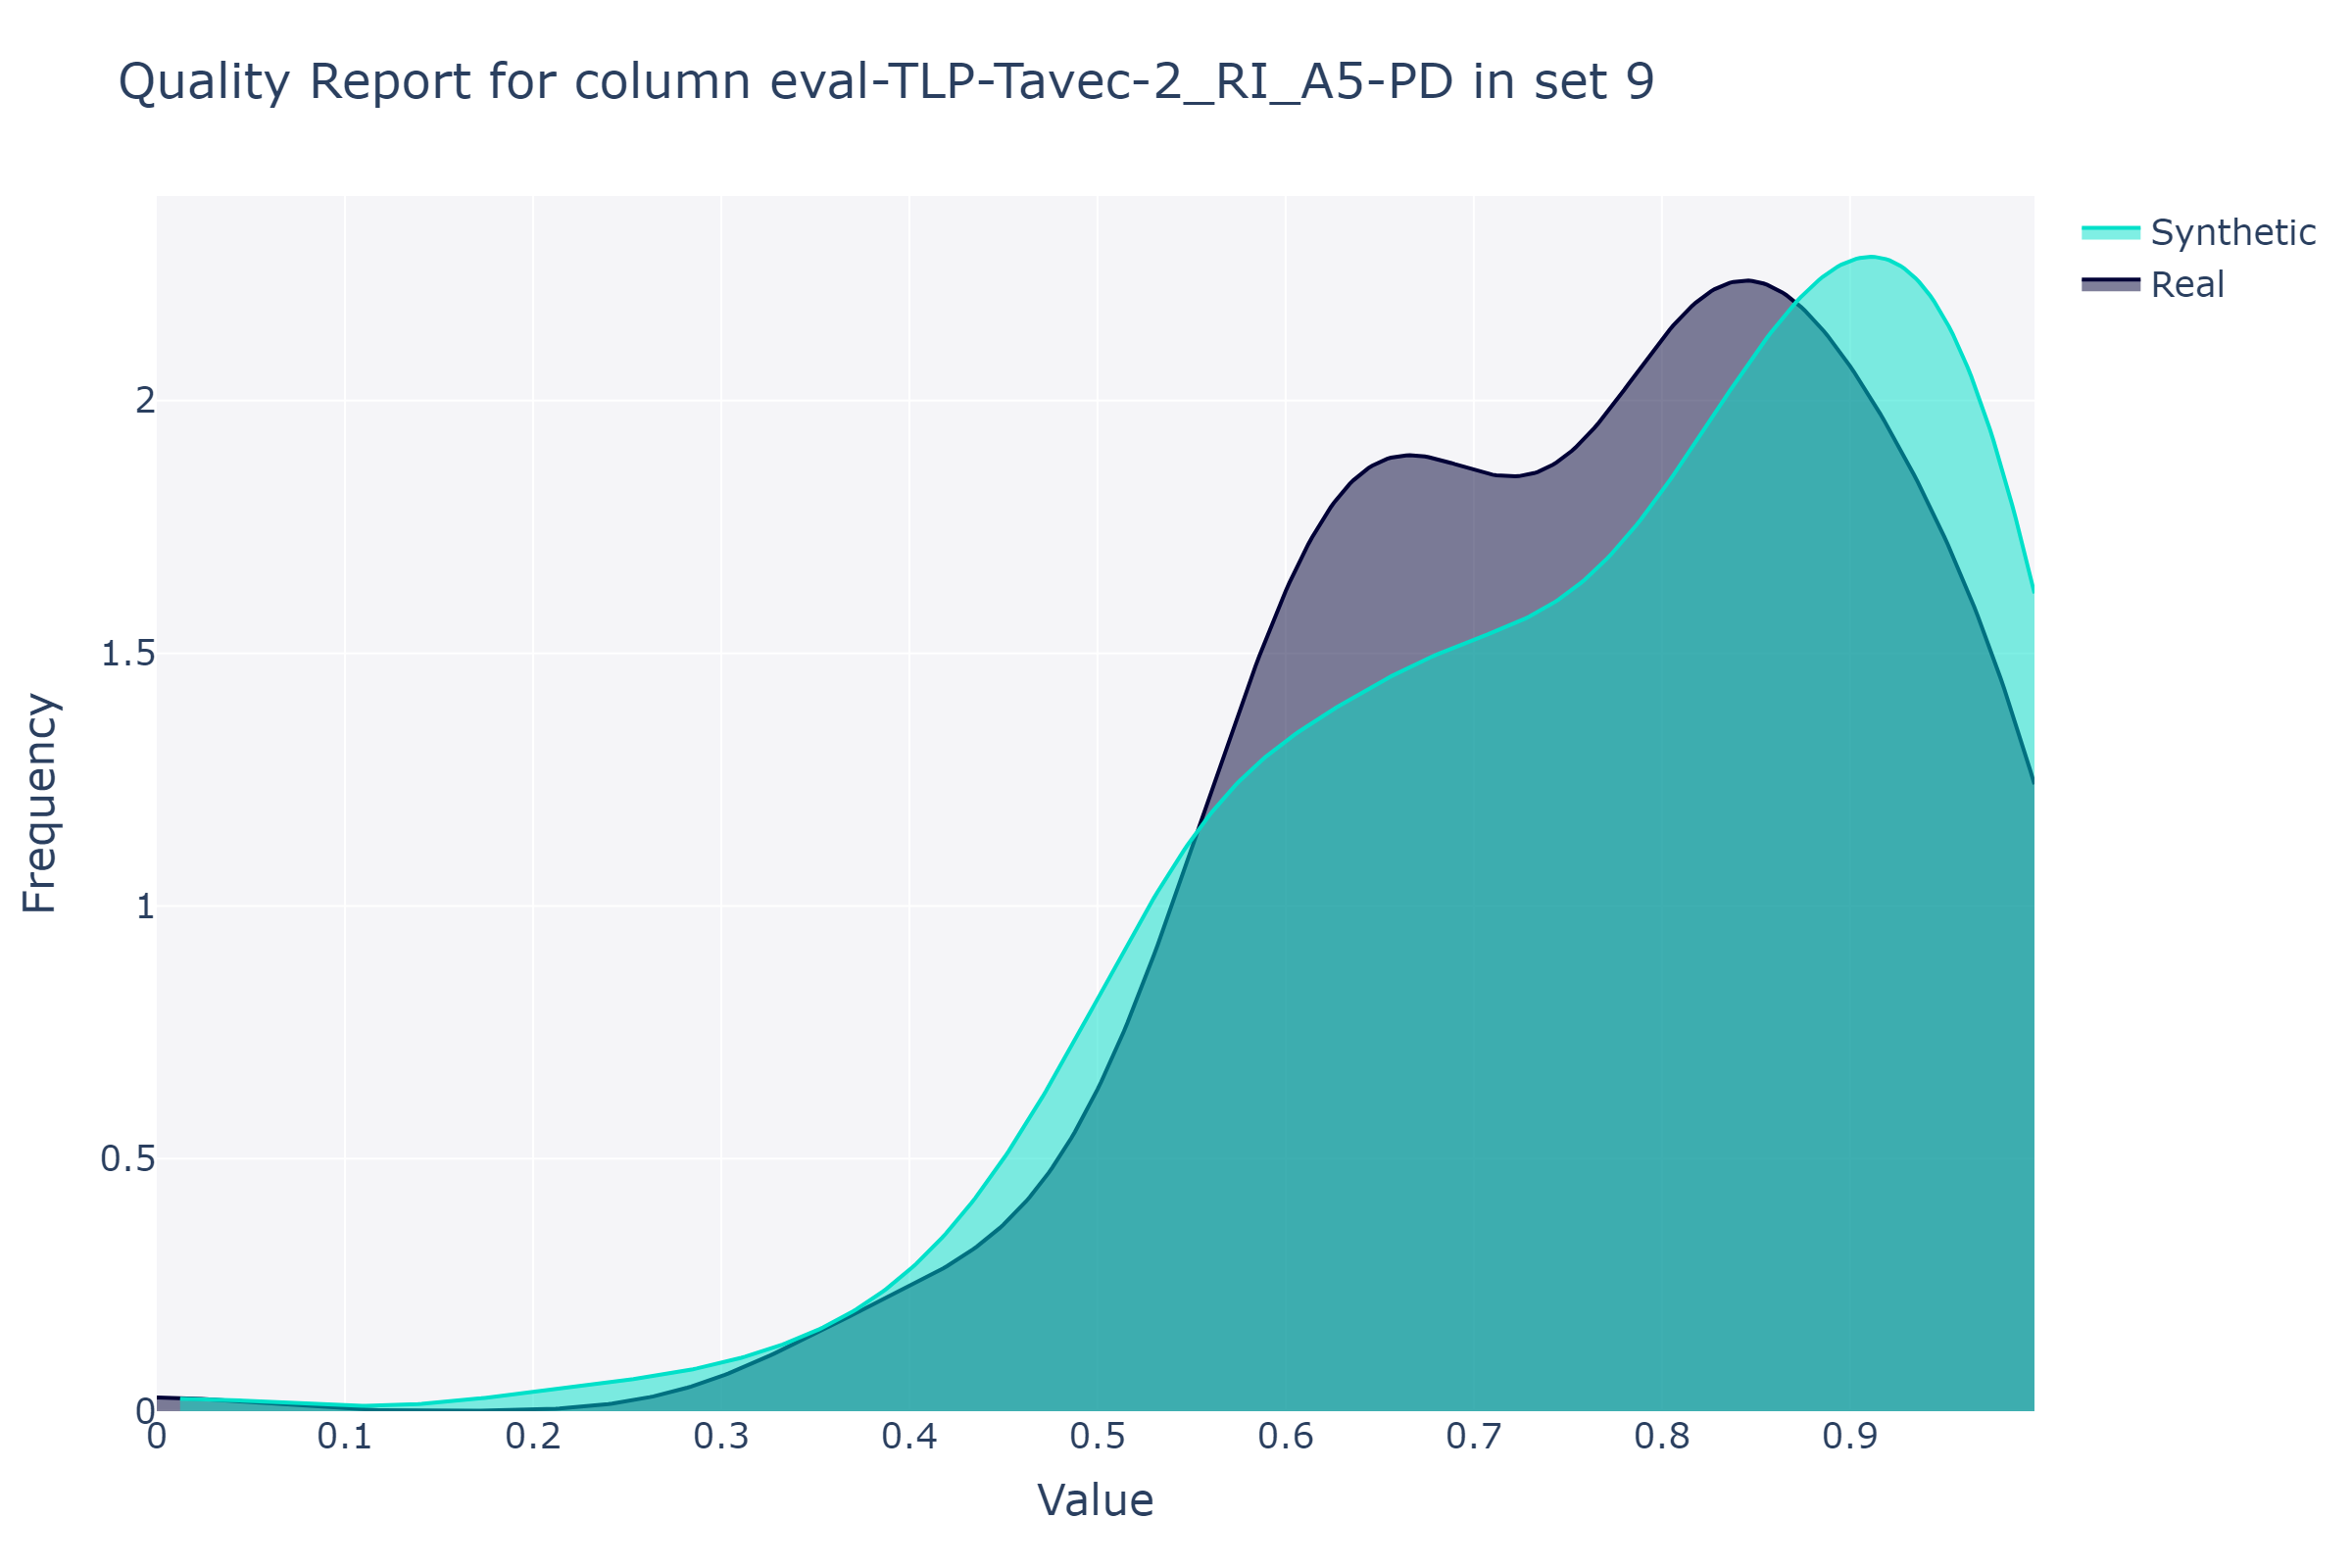 Quality Report for column eval-TLP-Tavec-2_RI_A5-PD in set 9
Synthetic
Real
2
1.5
1
0.5
0
0 0.1 0.2 0.3 0.4 0.5 0.6 0.7 0.8 0.9
Frequency
Value